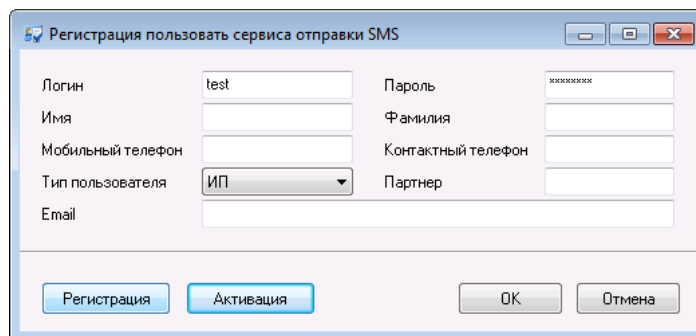 Регистрация пользовать сервиса отправки SMS
Логин test Пароль ********
Имя Фамилия
Мобильный телефон Контактный телефон
Тип пользователя ИП Партнер
Email
Регистрация Активация OK Отмена